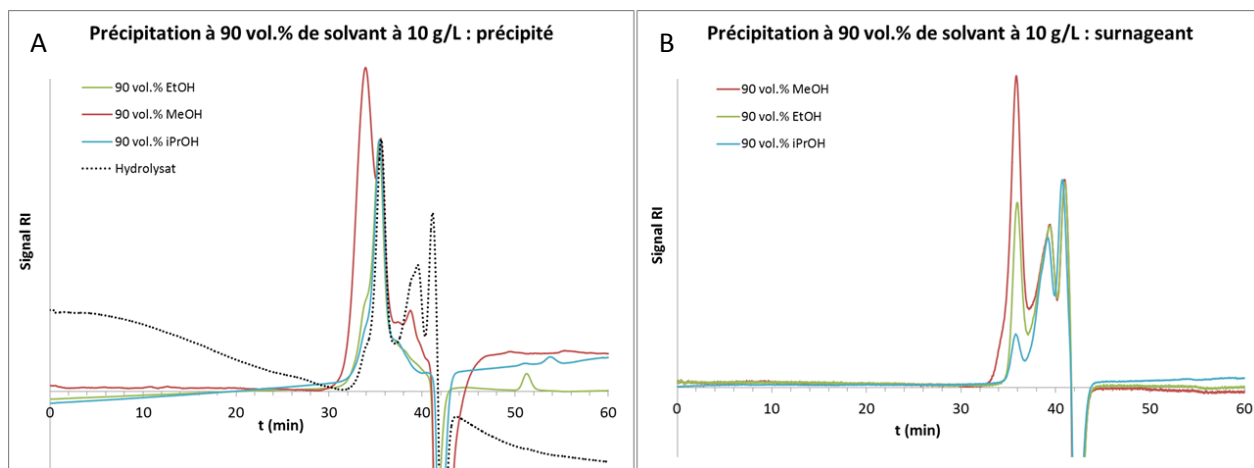 A
Précipitation à 90 vol.% de solvant à 10 g/L : précipité
90 vol.% EtOH
90 vol.% MeOH
90 vol.% iPrOH
Hydrolysat
Signal RI
0 10 20 30 40 50 60
t (min)
B
Précipitation à 90 vol.% de solvant à 10 g/L : surnageant
90 vol.% MeOH
90 vol.% EtOH
90 vol.% iPrOH
Signal RI
0 10 20 30 40 50 60
t (min)